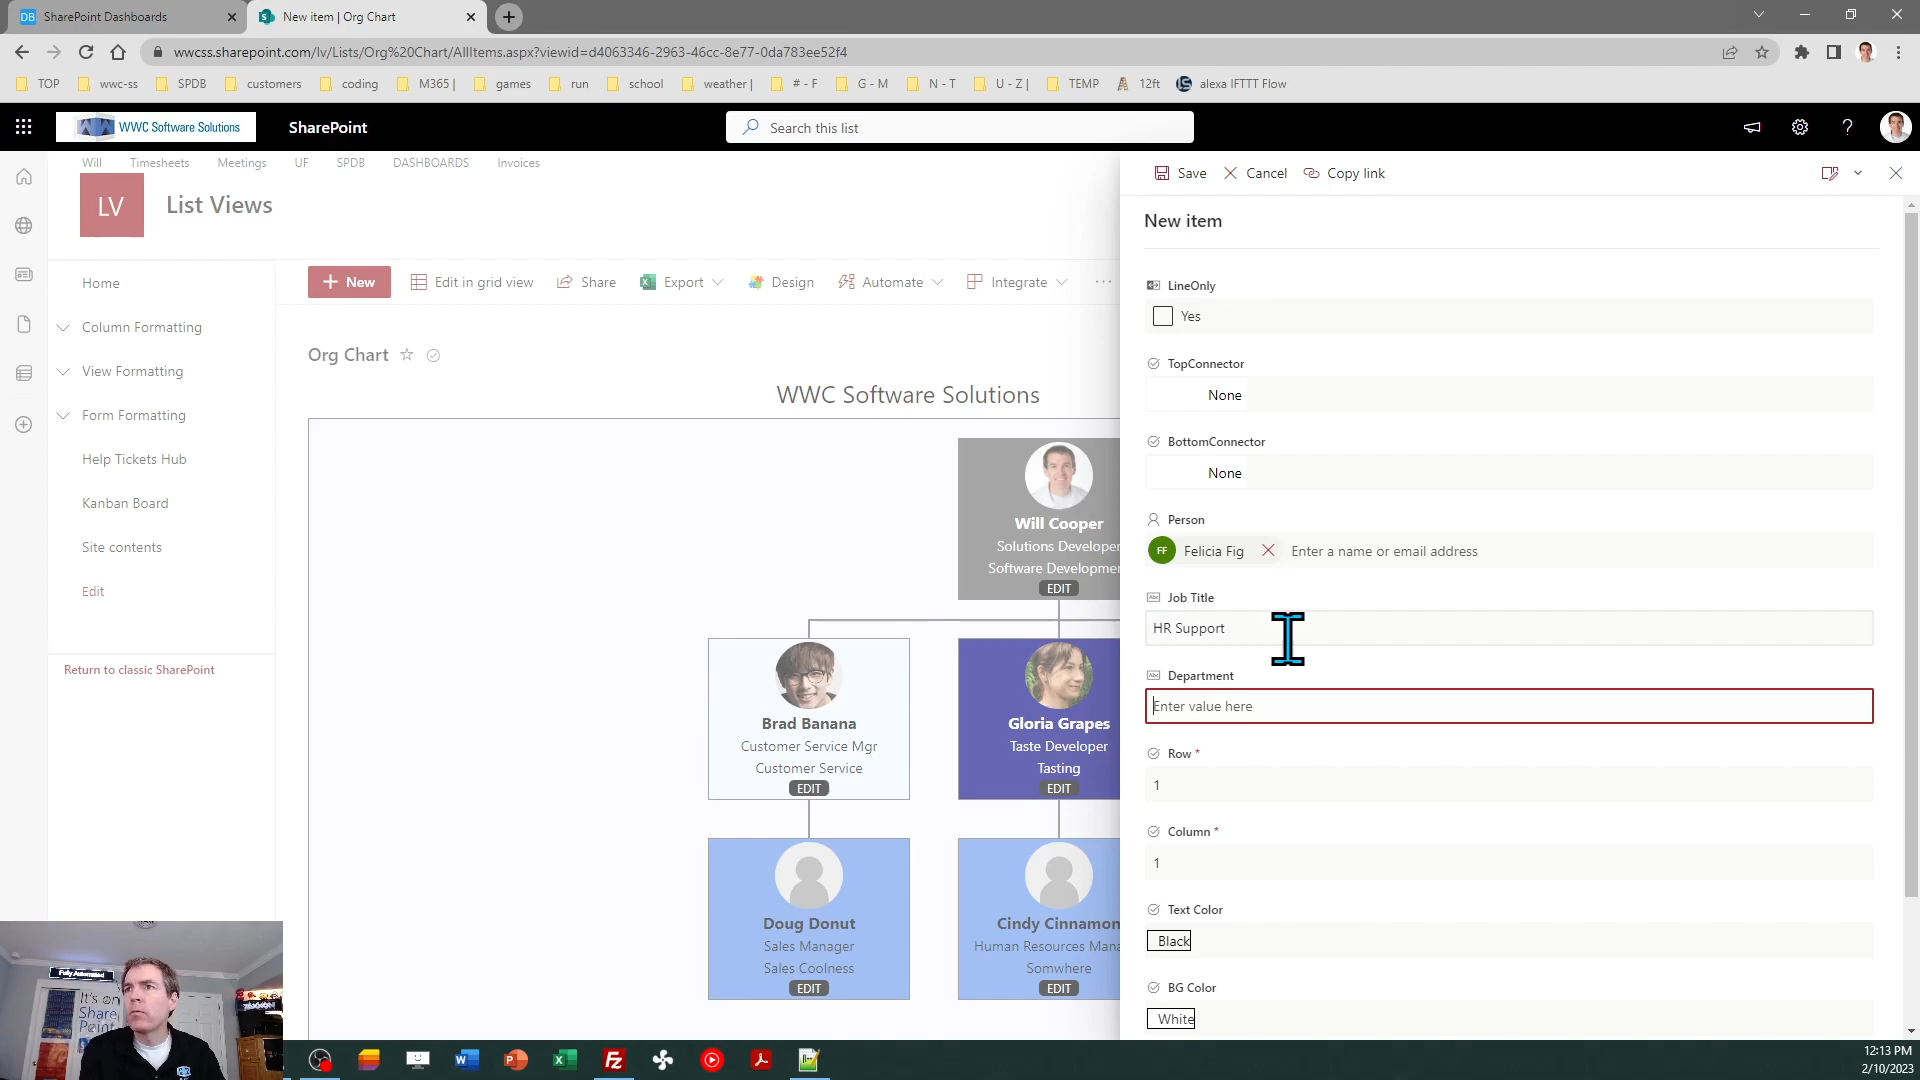 SharePoint Dashboards
New item | Org Chart
wwcss.sharepoint.com/lv/Lists/Org%20Chart/AllItems.aspx?viewid=d4063346-2963-46cc-8e77-0da783ee52f4
TOP
wwc-ss
SPDB
customers
coding
M365 |
games
run
school
weather |
# - F
G - M
N - T
U - Z |
TEMP
12ft
alexa IFTTT Flow
WWC Software Solutions
SharePoint
Search this list
Will
Timesheets
Meetings
UF
SPDB
DASHBOARDS
Invoices
LV
List Views
Home
Column Formatting
View Formatting
Form Formatting
Help Tickets Hub
Kanban Board
Site contents
Edit
Return to classic SharePoint
New
Edit in grid view
Share
Export
Design
Automate
Integrate
Org Chart
WWC Software Solutions
Will Cooper
Solutions Developer
Software Developmen
EDIT
Brad Banana
Customer Service Mgr
Customer Service
EDIT
Gloria Grapes
Taste Developer
Tasting
EDIT
Doug Donut
Sales Manager
Sales Coolness
EDIT
Cindy Cinnamon
Human Resources Mana
Somwhere
EDIT
Save
Cancel
Copy link
New item
LineOnly
Yes
TopConnector
None
BottomConnector
None
Person
FF
Felicia Fig
Enter a name or email address
Job Title
HR Support
Department
Enter value here
Row *
1
Column *
1
Text Color
Black
BG Color
White
Fully Automated
It's on
Share
Point
12:13 PM
2/10/2023